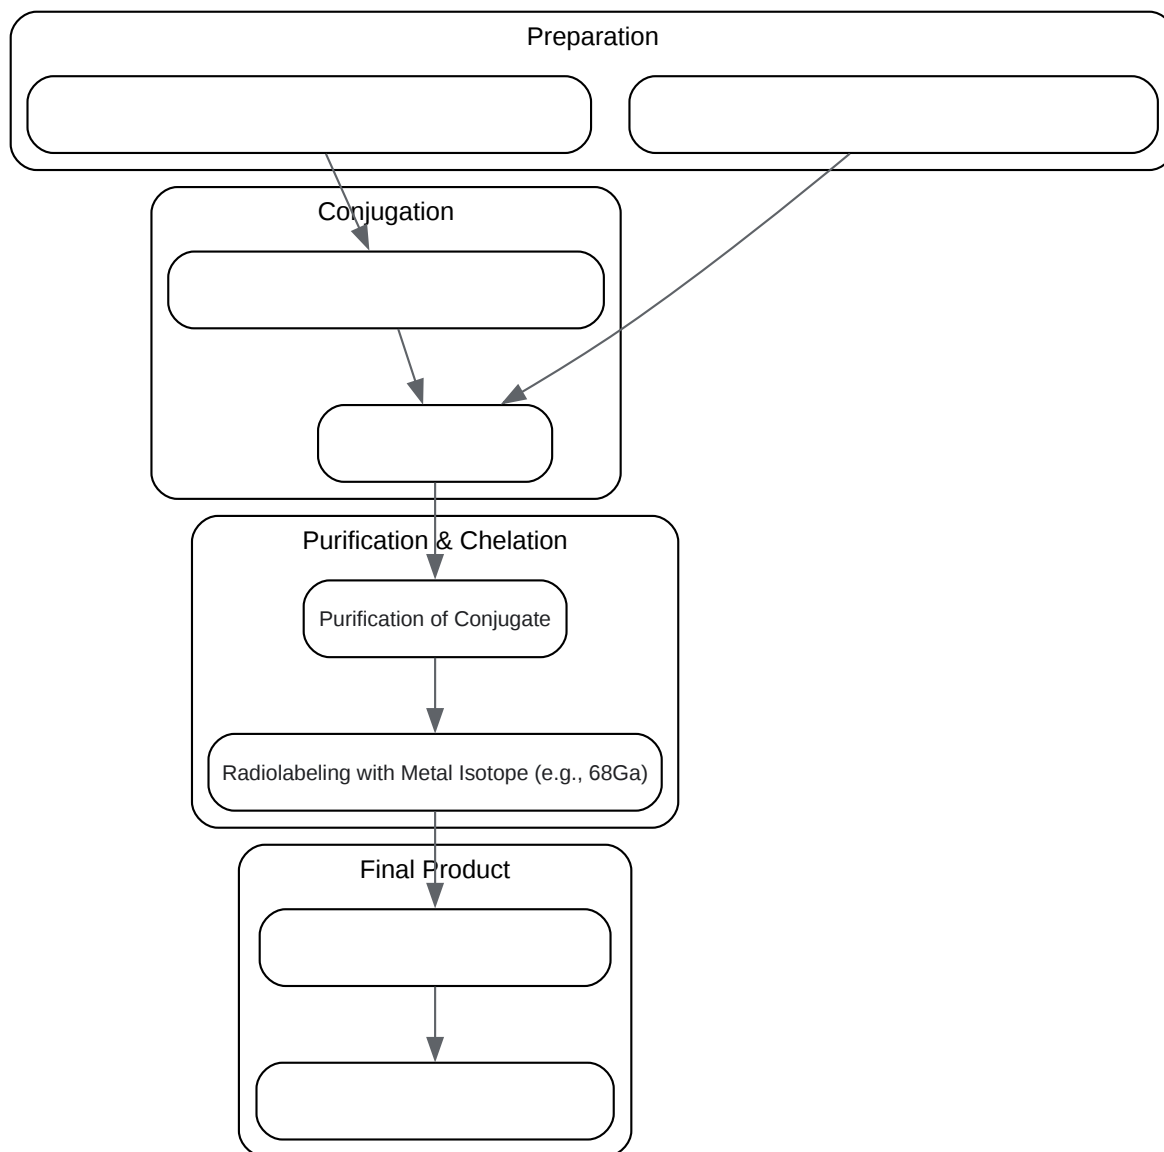 Preparation
Conjugation
Purification & Chelation
Purification of Conjugate
Radiolabeling with Metal Isotope (e.g., 68Ga)
Final Product